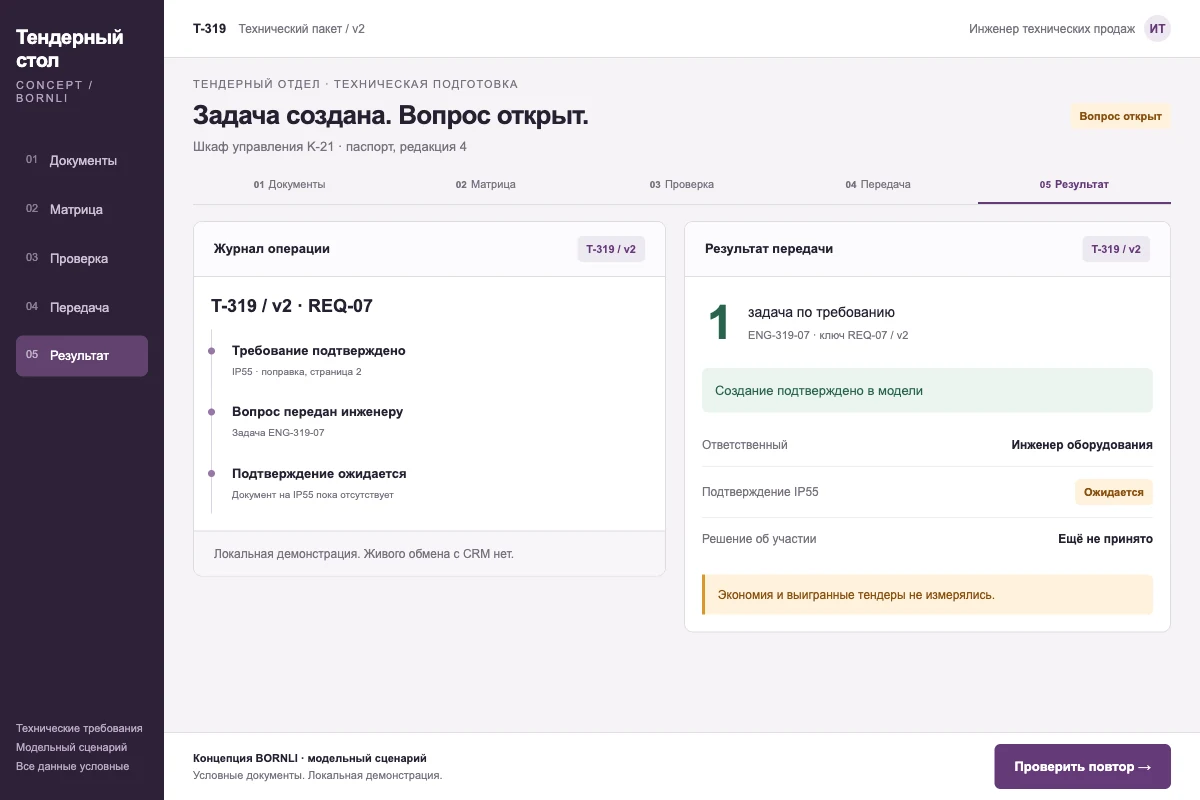 Тендерный
стол
CONCEPT /
BORNLI
01 Документы
02 Матрица
03 Проверка
04 Передача
05 Результат
Технические требования
Модельный сценарий
Все данные условные
T-319 Технический пакет / v2
Инженер технических продаж ИТ
ТЕНДЕРНЫЙ ОТДЕЛ · ТЕХНИЧЕСКАЯ ПОДГОТОВКА
Задача создана. Вопрос открыт.
Вопрос открыт
Шкаф управления К-21 · паспорт, редакция 4
01 Документы
02 Матрица
03 Проверка
04 Передача
05 Результат
Журнал операции
T-319 / v2
T-319 / v2 · REQ-07
Требование подтверждено
IP55 · поправка, страница 2
Вопрос передан инженеру
Задача ENG-319-07
Подтверждение ожидается
Документ на IP55 пока отсутствует
Локальная демонстрация. Живого обмена с CRM нет.
Результат передачи
T-319 / v2
1
задача по требованию
ENG-319-07 · ключ REQ-07 / v2
Создание подтверждено в модели
Ответственный
Инженер оборудования
Подтверждение IP55
Ожидается
Решение об участии
Ещё не принято
Экономия и выигранные тендеры не измерялись.
Концепция BORNLI · модельный сценарий
Условные документы. Локальная демонстрация.
Проверить повтор →